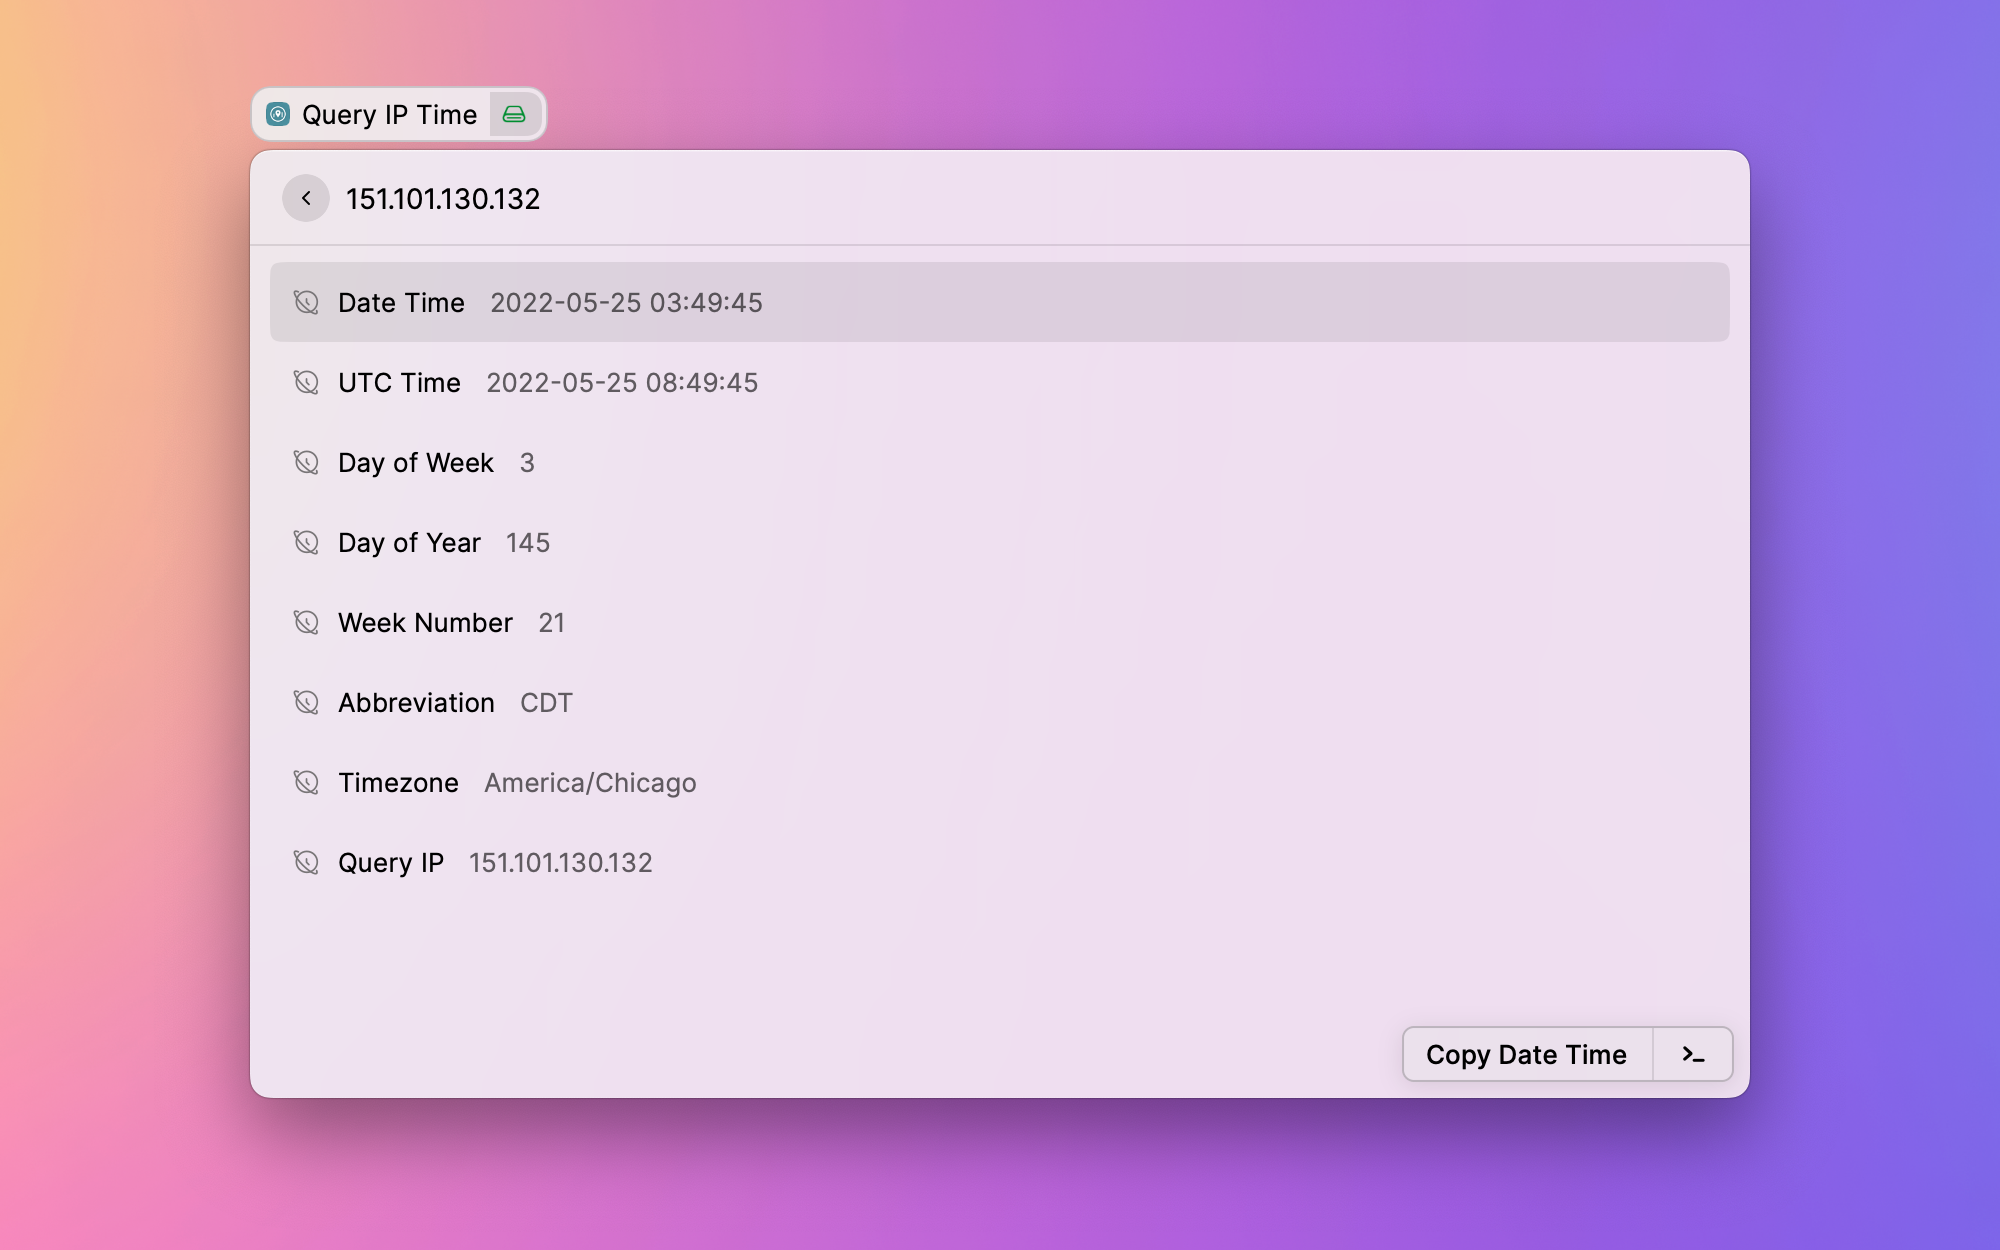 Query IP Time
151.101.130.132
Date Time 2022-05-25 03:49:45
UTC Time 2022-05-25 08:49:45
Day of Week 3
Day of Year 145
Week Number 21
Abbreviation CDT
Timezone America/Chicago
Query IP 151.101.130.132
Copy Date Time